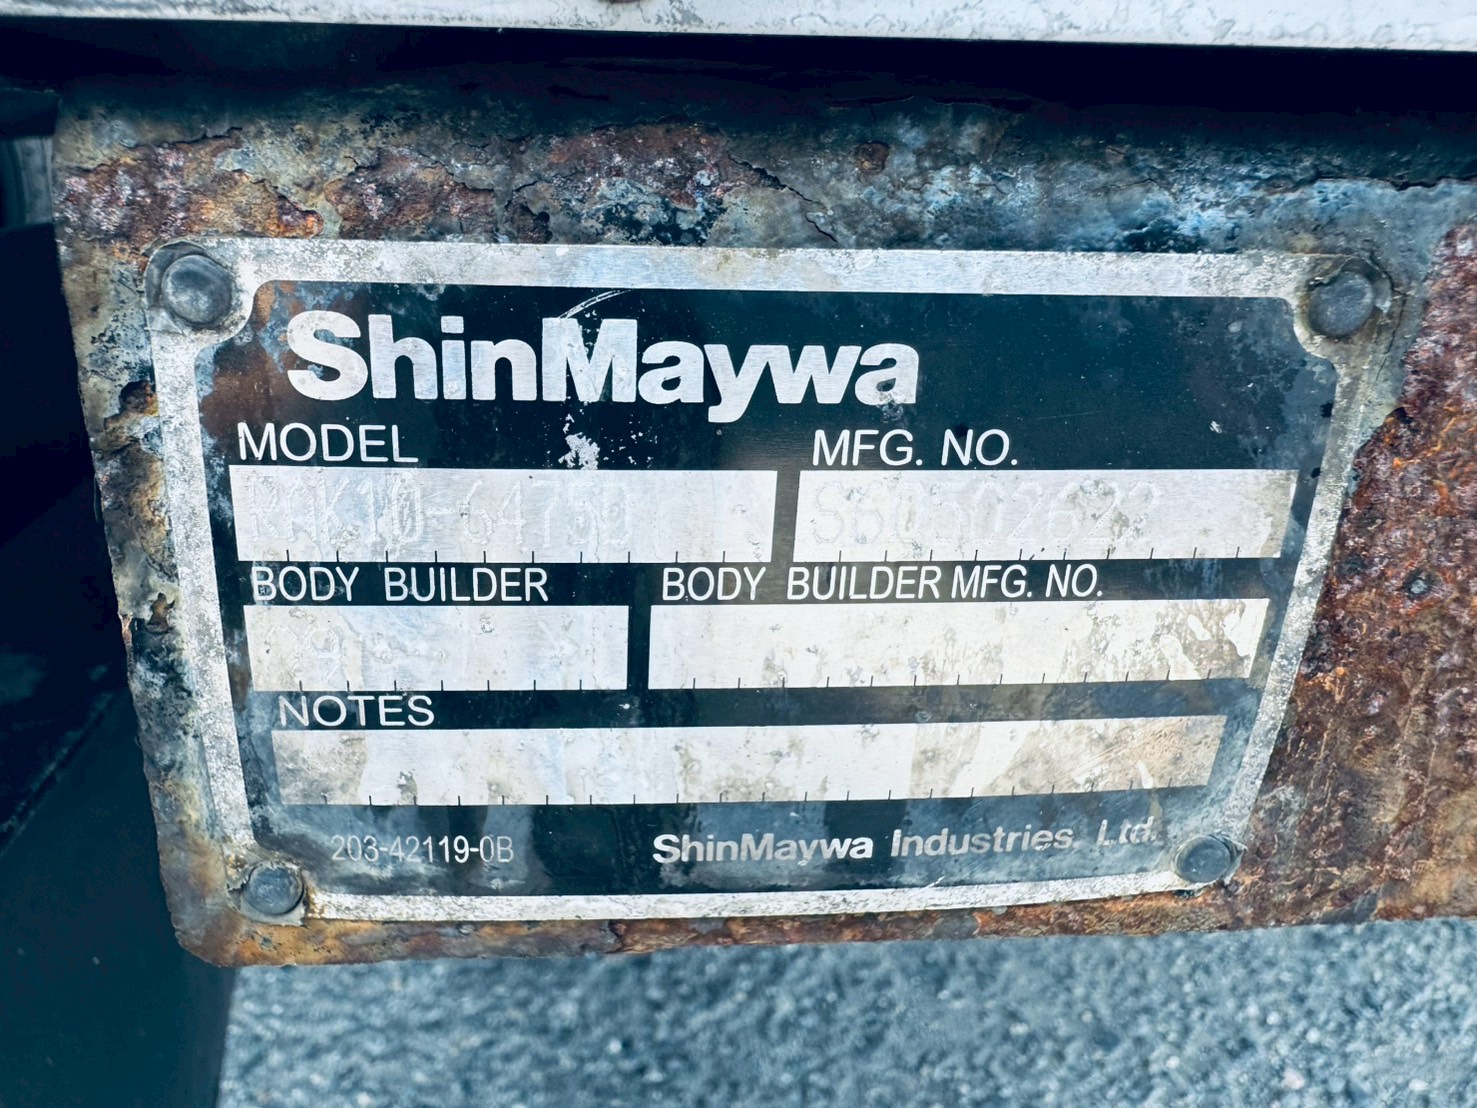 ShinMaywa
MODEL MFG. NO.
BODY BUILDER BODY BUILDER MFG. NO.
NOTES
203-42119-0B ShinMaywa Industries, Ltd.